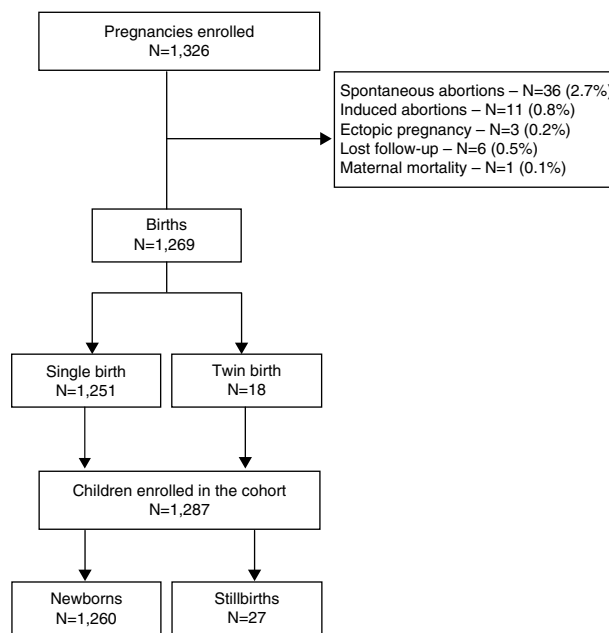 Pregnancies enrolled
N=1,326
Spontaneous abortions – N=36 (2.7%)
Induced abortions – N=11 (0.8%)
Ectopic pregnancy – N=3 (0.2%)
Lost follow-up – N=6 (0.5%)
Maternal mortality – N=1 (0.1%)
Births
N=1,269
Single birth
N=1,251
Twin birth
N=18
Children enrolled in the cohort
N=1,287
Newborns
N=1,260
Stillbirths
N=27